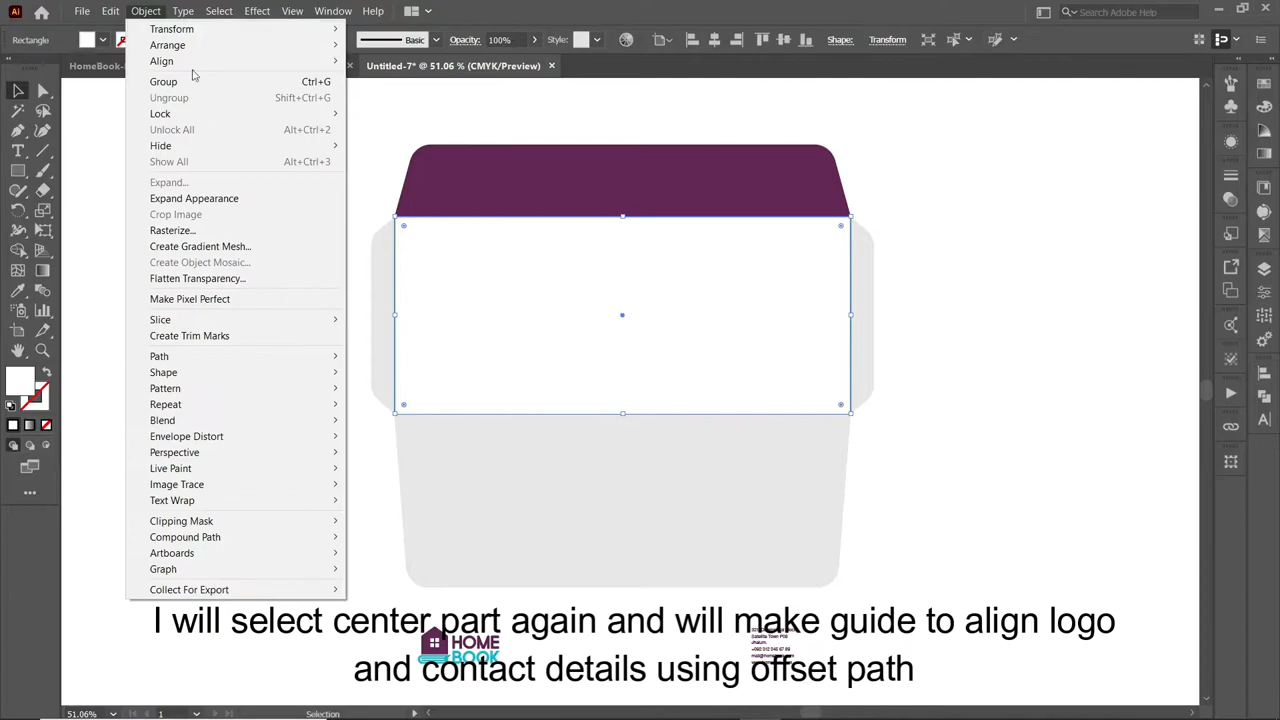 File Edit Object Type Select Effect View Window Help
Search Adobe Help
Rectangle
Basic
Opacity: 100%
Style:
Shape:
Transform
HomeBook-
Untitled-7* @ 51.06 % (CMYK/Preview)
Transform
Arrange
Align
Group Ctrl+G
Ungroup Shift+Ctrl+G
Lock
Unlock All Alt+Ctrl+2
Hide
Show All Alt+Ctrl+3
Expand...
Expand Appearance
Crop Image
Rasterize...
Create Gradient Mesh...
Create Object Mosaic...
Flatten Transparency...
Make Pixel Perfect
Slice
Create Trim Marks
Path
Shape
Pattern
Repeat
Blend
Envelope Distort
Perspective
Live Paint
Image Trace
Text Wrap
Clipping Mask
Compound Path
Artboards
Graph
Collect For Export
I will select center part again and will make guide to align logo
and contact details using offset path
HOME
BOOK
51.06%
1
Selection